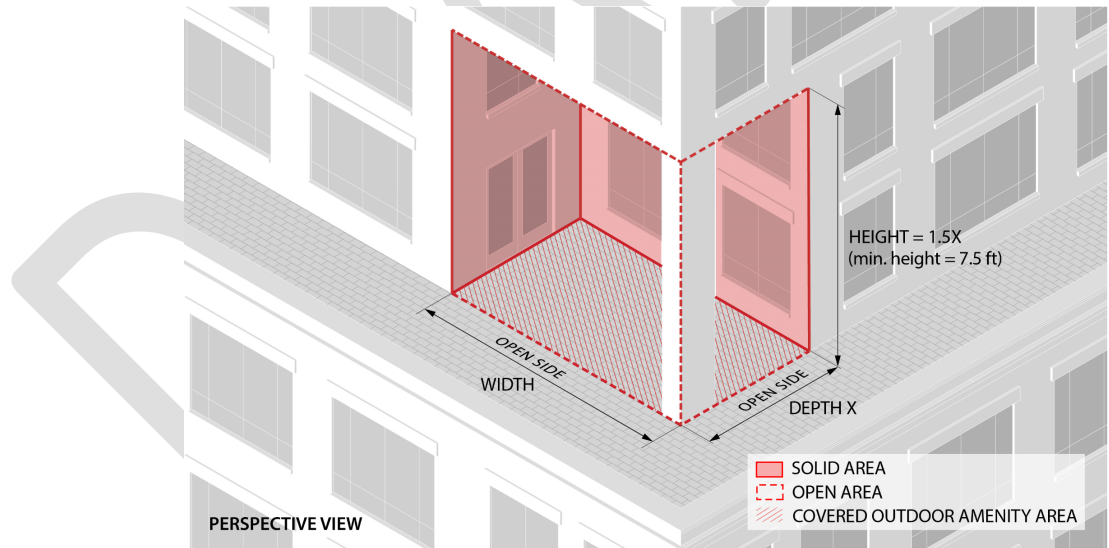 HEIGHT = 1.5X
(min. height = 7.5 ft)
OPEN SIDE
WIDTH
OPEN SIDE
DEPTH X
SOLID AREA
OPEN AREA
COVERED OUTDOOR AMENITY AREA
PERSPECTIVE VIEW